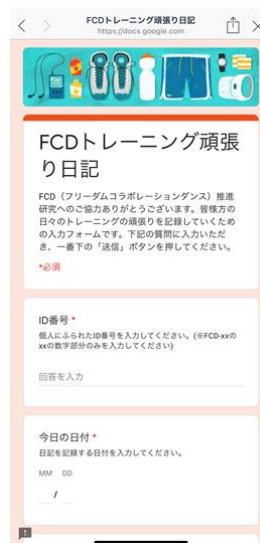 FCDトレーニング頑張り日記
https://docs.google.com
FCDトレーニング頑張
り日記
FCD（フリーダムコラボレーションダンス）推進
研究へのご協力ありがとうございます。皆様方の
日々のトレーニングの頑張りを記録していくため
の入力フォームです。下記の質問に入力いただ
き、一番下の「送信」ボタンを押してください。
*必須
ID番号 *
個人にふられたID番号を入力してください。(※FCD-xxの
xxの数字部分のみを入力してください)
回答を入力
今日の日付 *
日記を記録する日付を入力してください。
MM DD
/